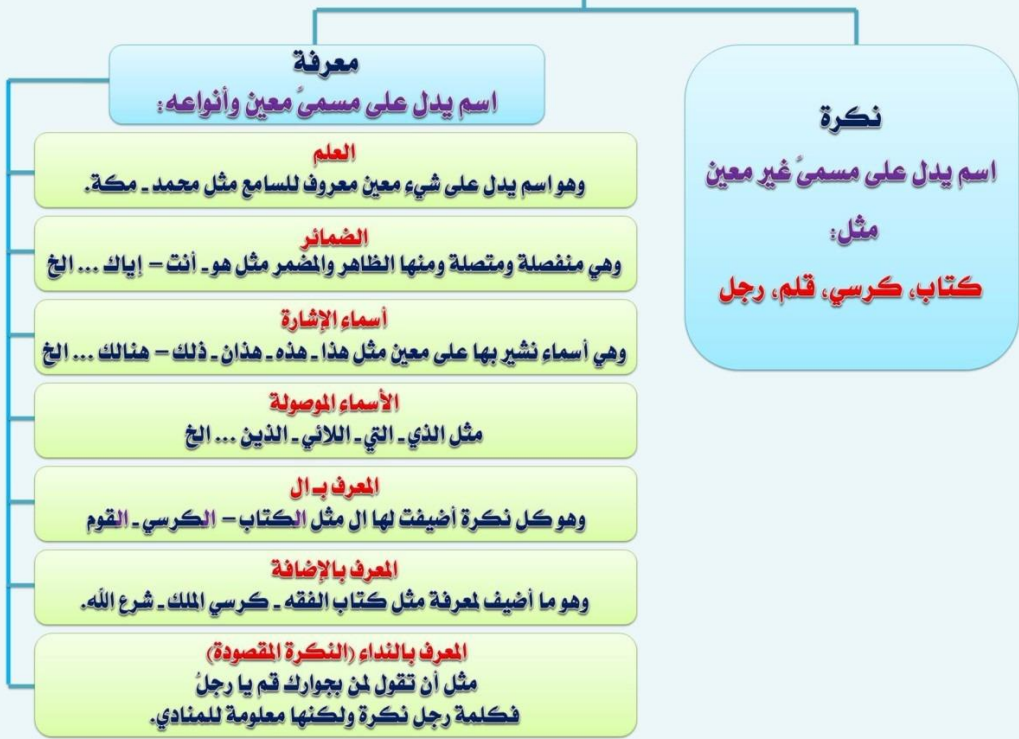 نكرة
اسم يدل على مسمىً غير معين
مثل:
كتاب، كرسي، قلم، رجل
معرفة
اسم يدل على مسمىً معين وأنواعه:
العلم
وهو اسم يدل على شيء معين معروف للسامع مثل محمد ـ مكة.
الضمائر
وهي منفصلة ومتصلة ومنها الظاهر والمضمر مثل هو ـ أنت – إياك ... الخ
أسماء الإشارة
وهي أسماء نشير بها على معين مثل هذا ـ هذه ـ هذان ـ ذلك – هنالك ... الخ
الأسماء الموصولة
مثل الذي ـ التي ـ اللائي ـ الذين ... الخ
المعرف بـ ال
وهو كل نكرة أضيفت لها ال مثل الكتاب – الكرسي ـ القوم
المعرف بالإضافة
وهو ما أضيف لمعرفة مثل كتاب الفقه ـ كرسي الملك ـ شرع الله.
المعرف بالنداء (النكرة المقصودة)
مثل أن تقول لمن بجوارك قم يا رجلُ
فكلمة رجل نكرة ولكنها معلومة للمنادي.